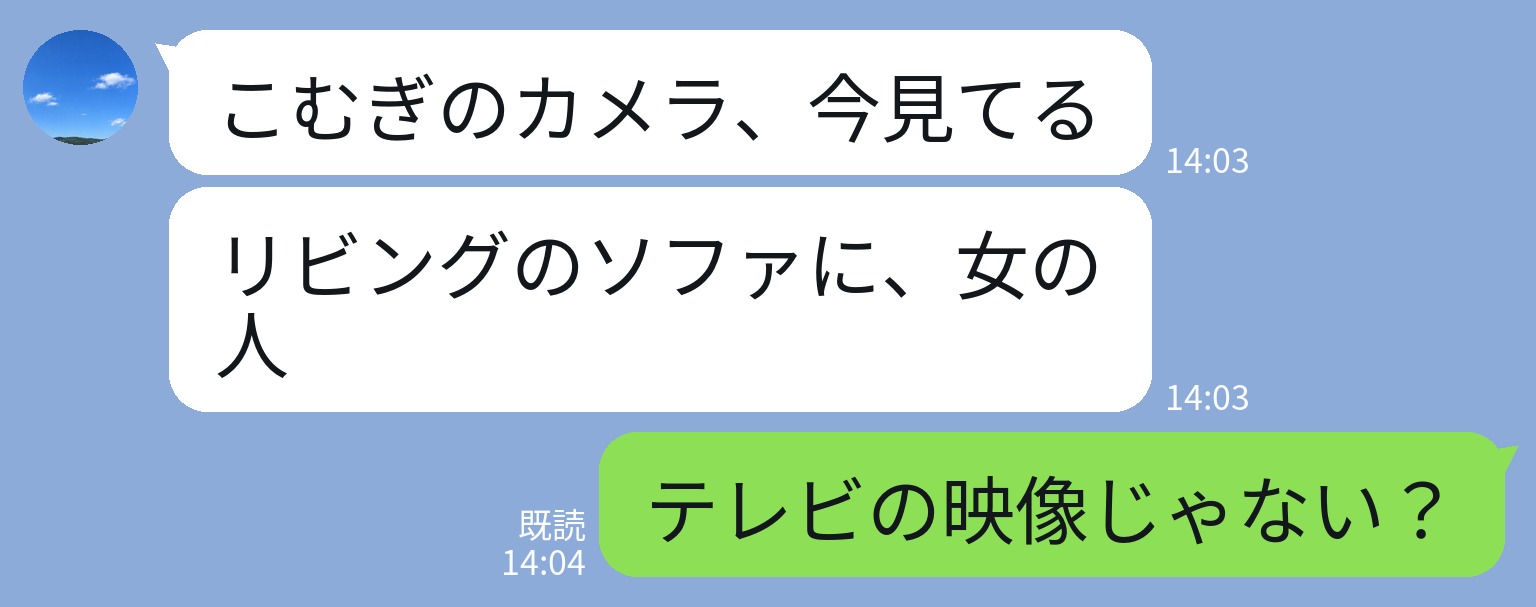 こむぎのカメラ、今見てる
14:03
リビングのソファに、女の
人
14:03
テレビの映像じゃない？
既読
14:04